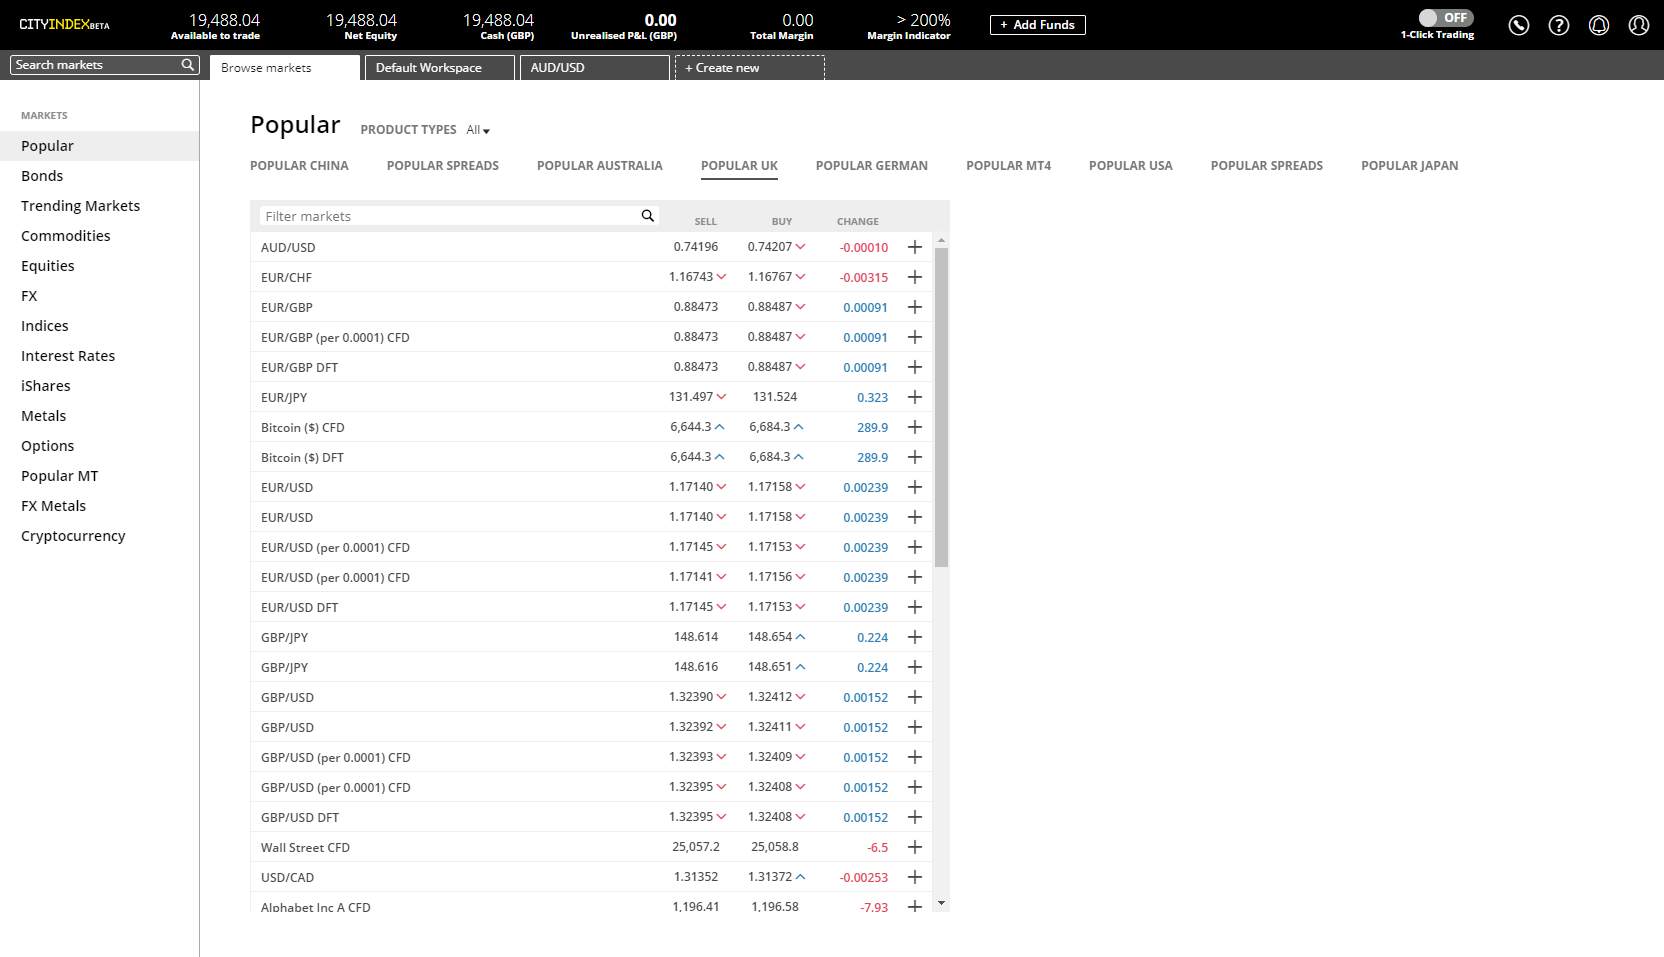 CITYINDEXBETA
19,488.04 19,488.04 19,488.04 0.00 0.00 > 200% + Add Funds OFF
Available to trade Net Equity Cash (GBP) Unrealised P&L (GBP) Total Margin Margin Indicator 1-Click Trading
Search markets Browse markets Default Workspace AUD/USD + Create new
MARKETS
Popular
Bonds
Trending Markets
Commodities
Equities
FX
Indices
Interest Rates
iShares
Metals
Options
Popular MT
FX Metals
Cryptocurrency
Popular PRODUCT TYPES All
POPULAR CHINA POPULAR SPREADS POPULAR AUSTRALIA POPULAR UK POPULAR GERMAN POPULAR MT4 POPULAR USA POPULAR SPREADS POPULAR JAPAN
Filter markets SELL BUY CHANGE
AUD/USD 0.74196 0.74207 -0.00010 +
EUR/CHF 1.16743 1.16767 -0.00315 +
EUR/GBP 0.88473 0.88487 0.00091 +
EUR/GBP (per 0.0001) CFD 0.88473 0.88487 0.00091 +
EUR/GBP DFT 0.88473 0.88487 0.00091 +
EUR/JPY 131.497 131.524 0.323 +
Bitcoin ($) CFD 6,644.3 6,684.3 289.9 +
Bitcoin ($) DFT 6,644.3 6,684.3 289.9 +
EUR/USD 1.17140 1.17158 0.00239 +
EUR/USD 1.17140 1.17158 0.00239 +
EUR/USD (per 0.0001) CFD 1.17145 1.17153 0.00239 +
EUR/USD (per 0.0001) CFD 1.17141 1.17156 0.00239 +
EUR/USD DFT 1.17145 1.17153 0.00239 +
GBP/JPY 148.614 148.654 0.224 +
GBP/JPY 148.616 148.651 0.224 +
GBP/USD 1.32390 1.32412 0.00152 +
GBP/USD 1.32392 1.32411 0.00152 +
GBP/USD (per 0.0001) CFD 1.32393 1.32409 0.00152 +
GBP/USD (per 0.0001) CFD 1.32395 1.32408 0.00152 +
GBP/USD DFT 1.32395 1.32408 0.00152 +
Wall Street CFD 25,057.2 25,058.8 -6.5 +
USD/CAD 1.31352 1.31372 -0.00253 +
Alphabet Inc A CFD 1,196.41 1,196.58 -7.93 +